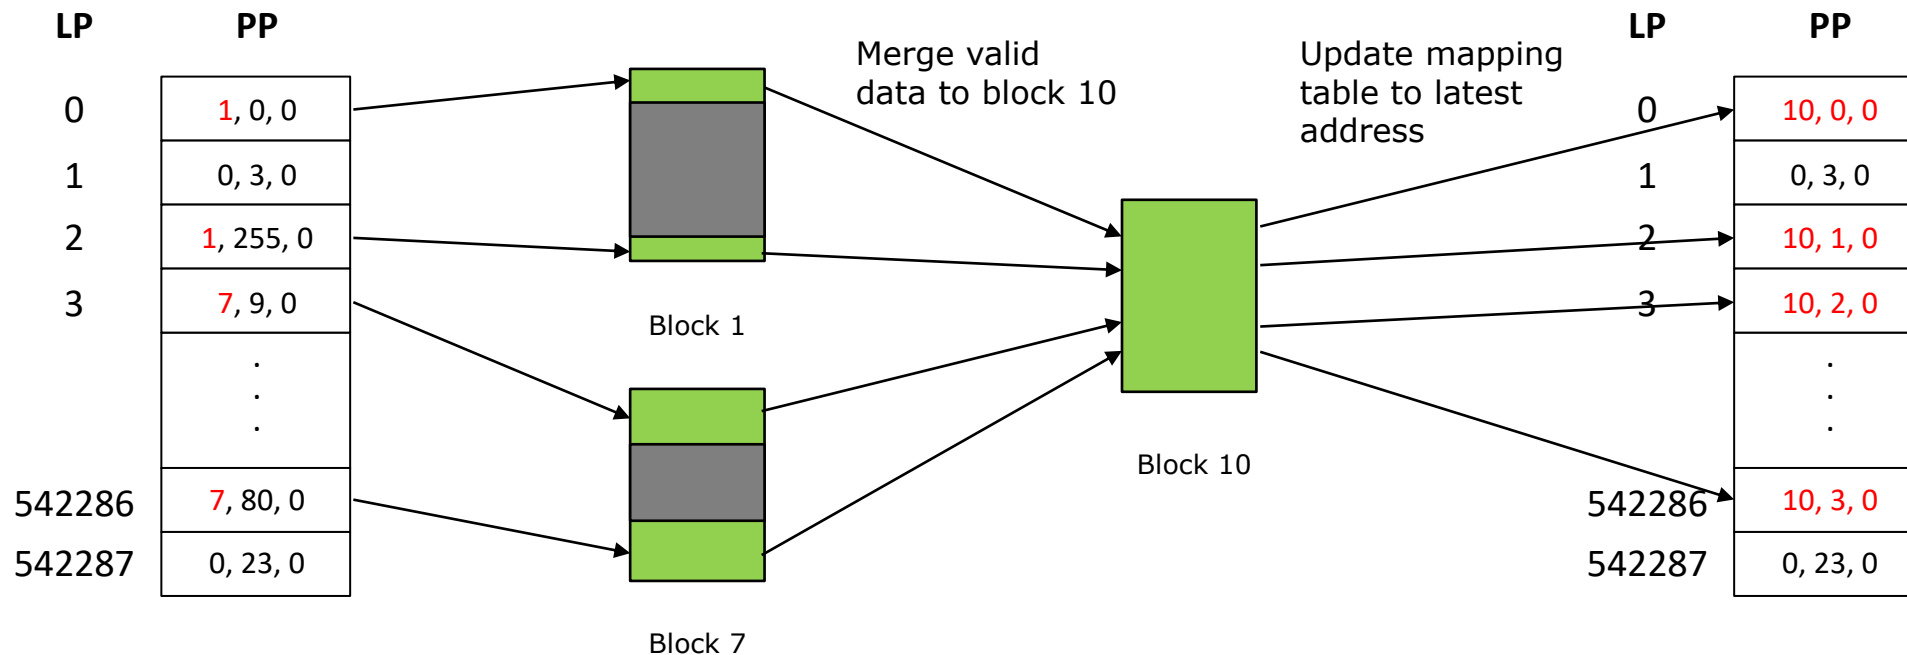 LP PP
0 1, 0, 0
1 0, 3, 0
2 1, 255, 0
3 7, 9, 0
.
.
.
542286 7, 80, 0
542287 0, 23, 0
Block 1
Block 7
Merge valid
data to block 10
Block 10
Update mapping
table to latest
address
LP PP
0 10, 0, 0
1 0, 3, 0
2 10, 1, 0
3 10, 2, 0
.
.
.
542286 10, 3, 0
542287 0, 23, 0